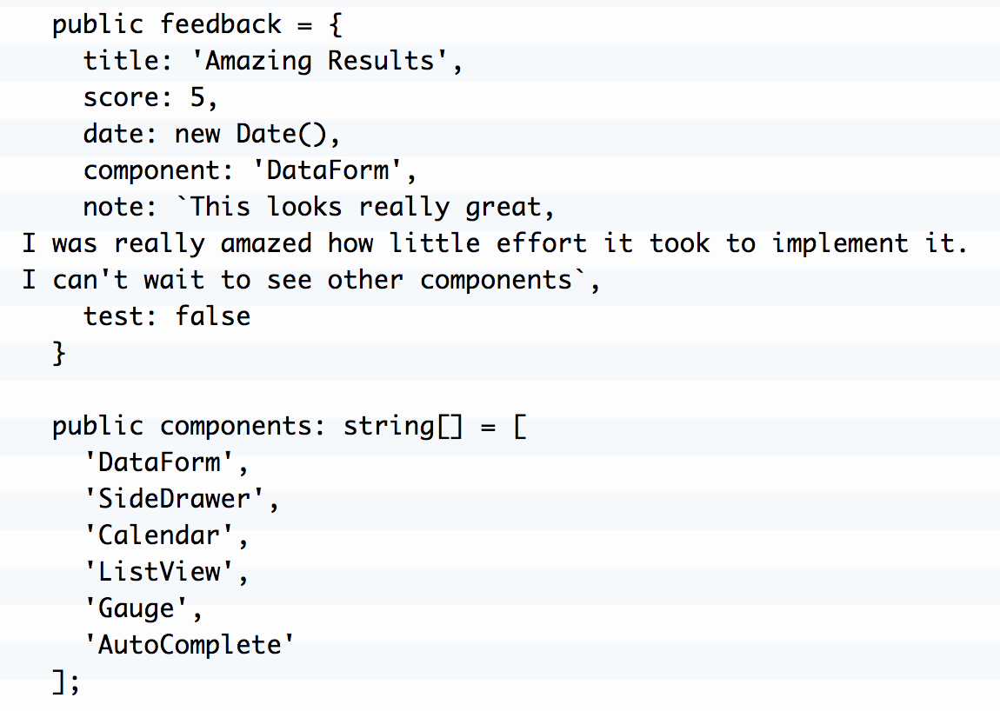 public feedback = {
title: 'Amazing Results',
score: 5,
date: new Date(),
component: 'DataForm',
note: `This looks really great,
I was really amazed how little effort it took to implement it.
I can't wait to see other components`,
test: false
}
public components: string[] = [
'DataForm',
'SideDrawer',
'Calendar',
'ListView',
'Gauge',
'AutoComplete'
];